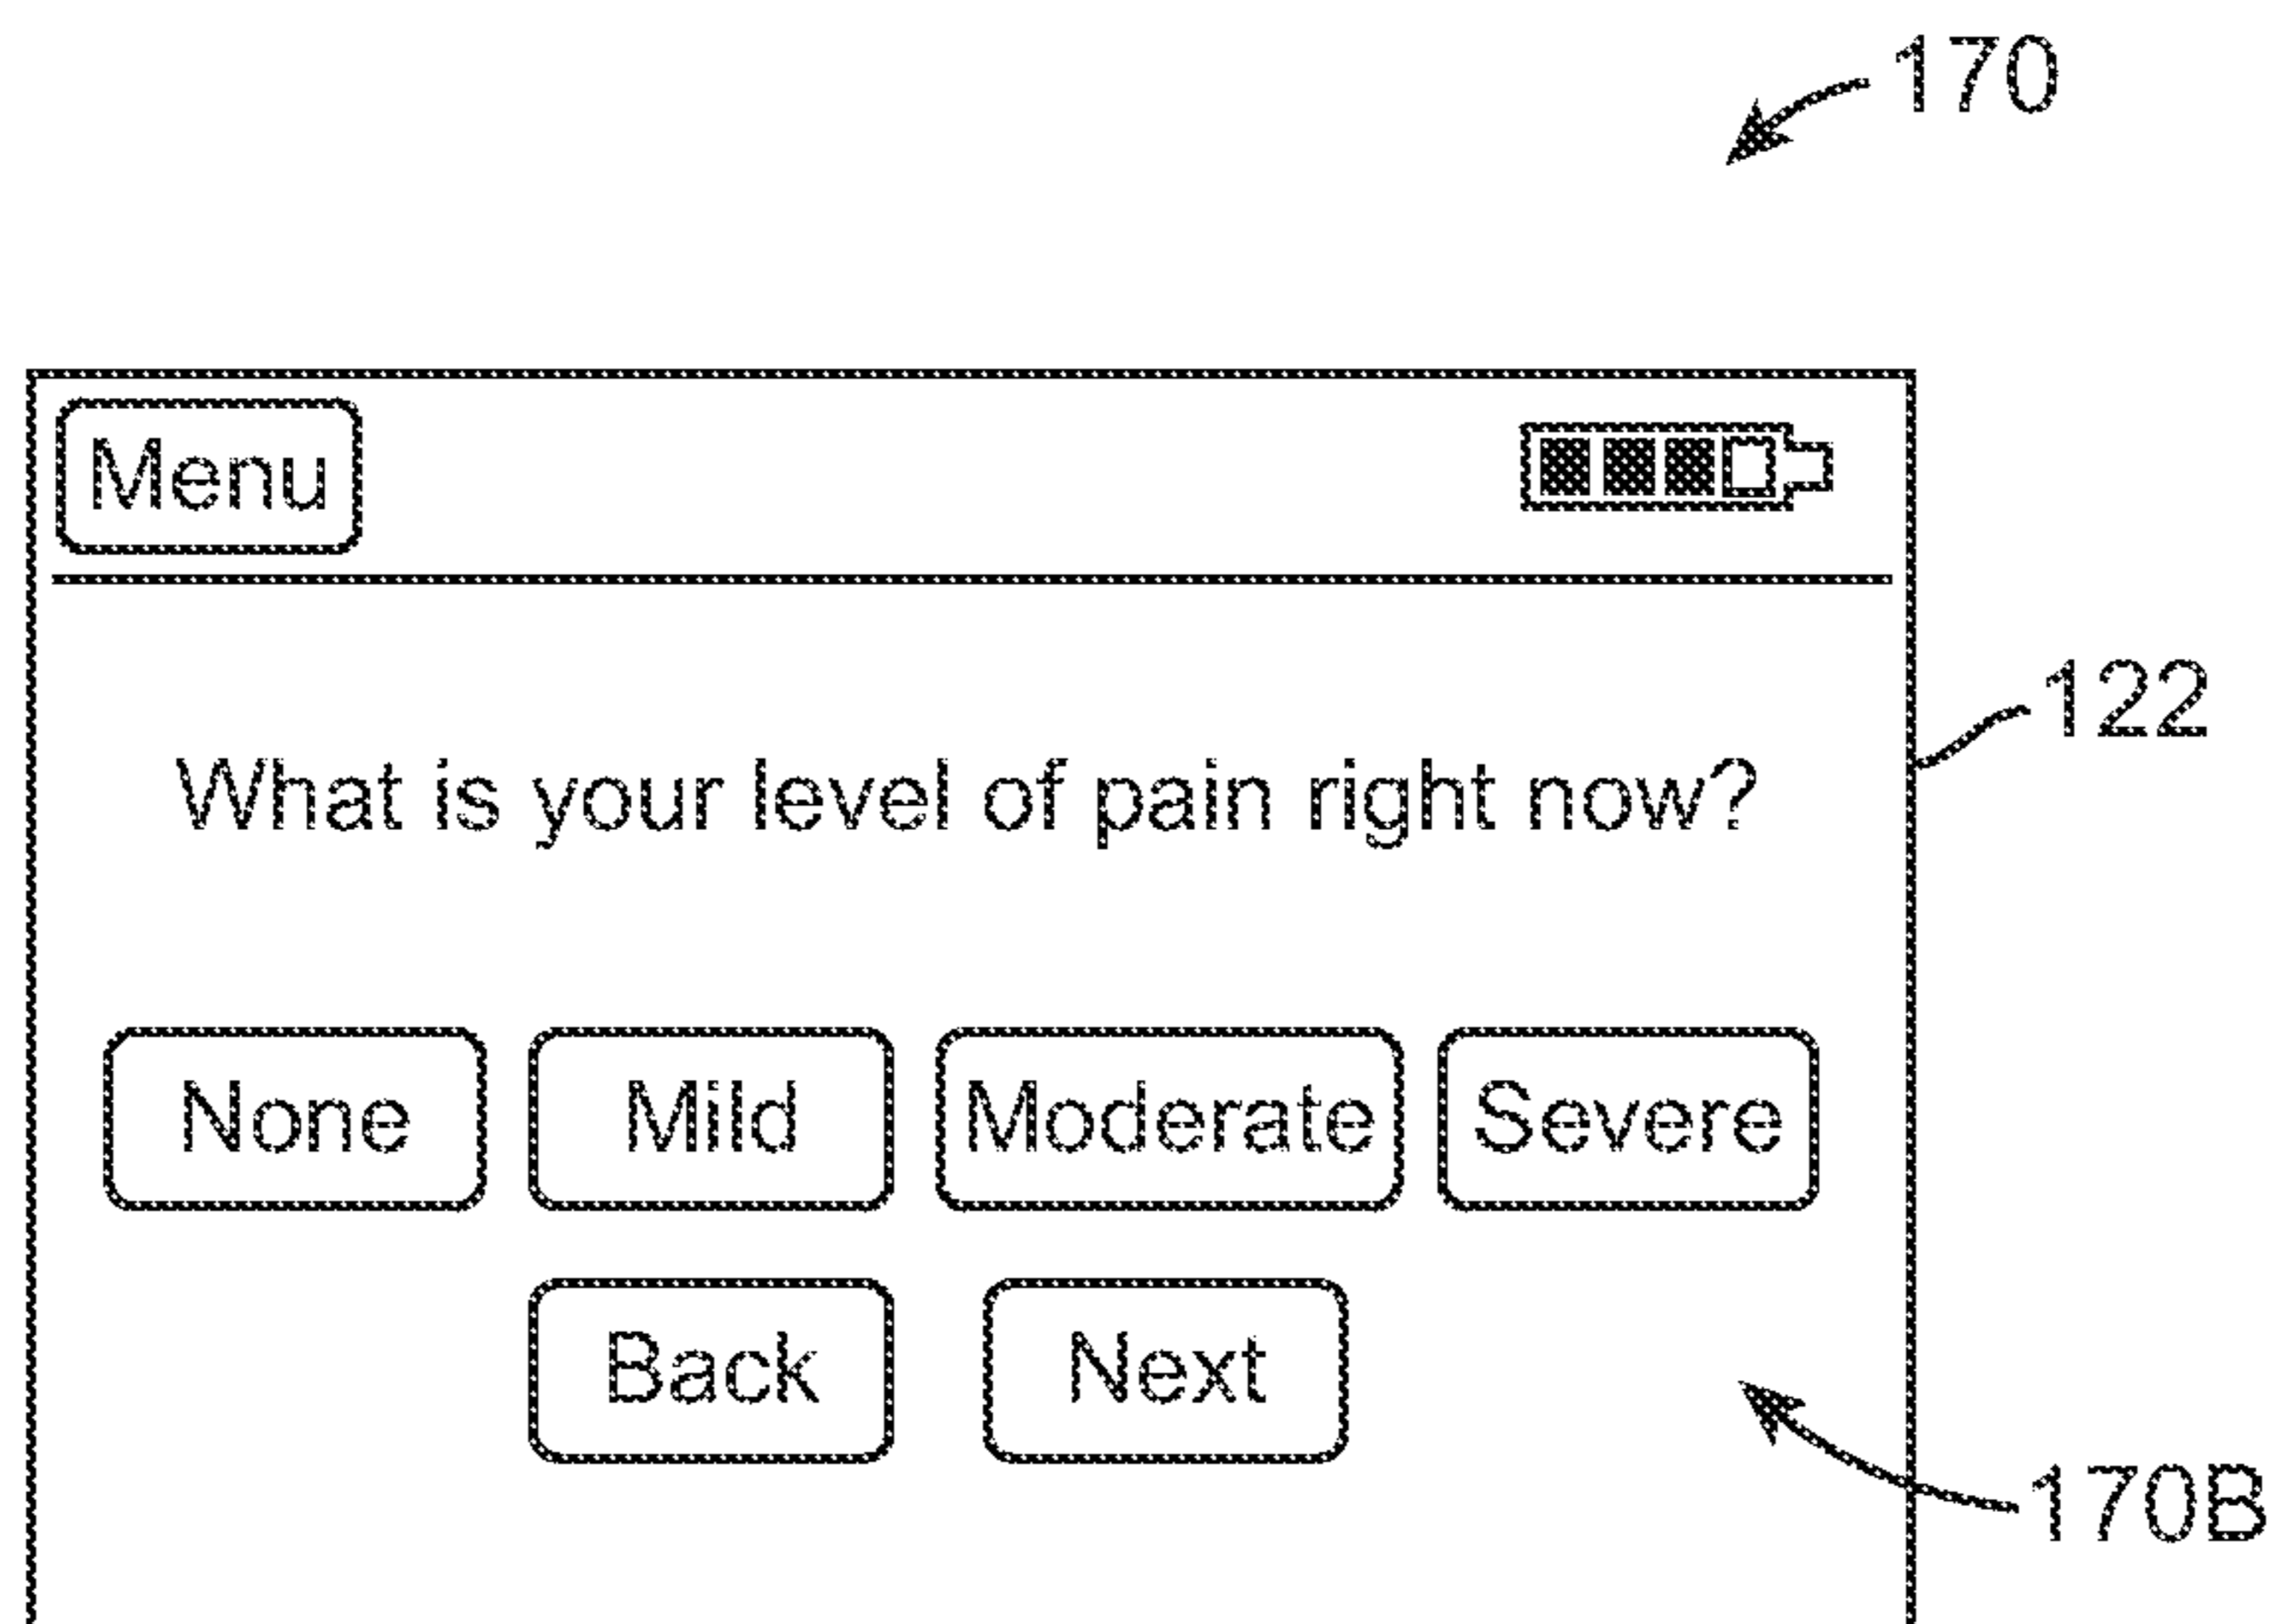 170
Menu
122
What is your level of pain right now?
None Mild Moderate Severe
Back Next
170B